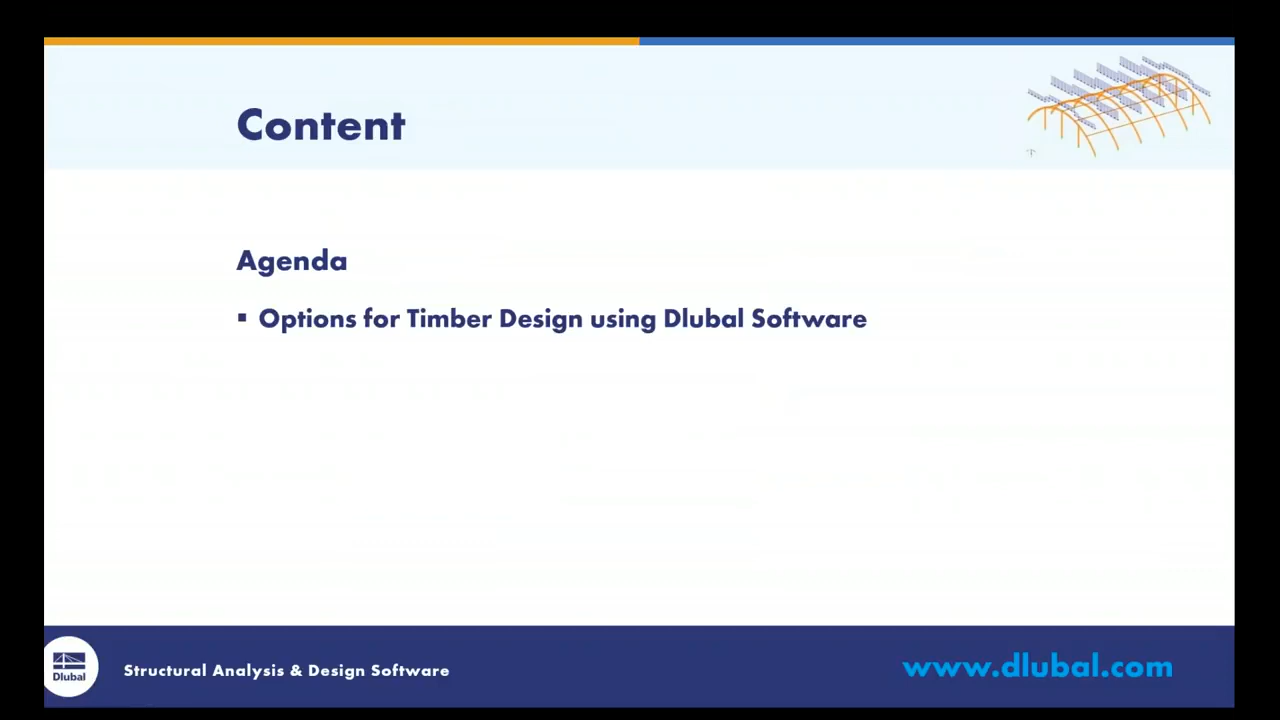 Content
Agenda
▪ Options for Timber Design using Dlubal Software
Dlubal
Structural Analysis & Design Software
www.dlubal.com